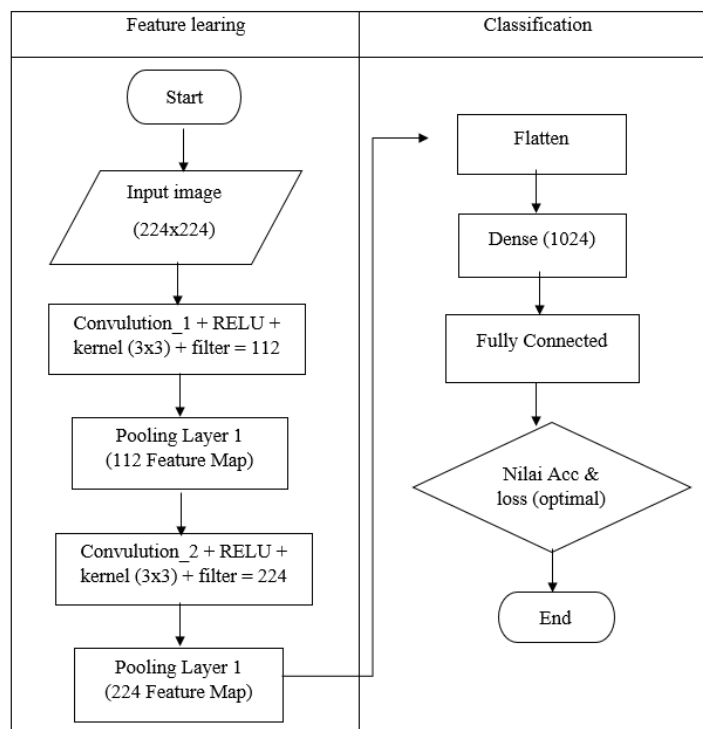 Feature learing
Classification
Start
Input image
(224x224)
Convulution_1 + RELU +
kernel (3x3) + filter = 112
Pooling Layer 1
(112 Feature Map)
Convulution_2 + RELU +
kernel (3x3) + filter = 224
Pooling Layer 1
(224 Feature Map)
Flatten
Dense (1024)
Fully Connected
Nilai Acc &
loss (optimal)
End